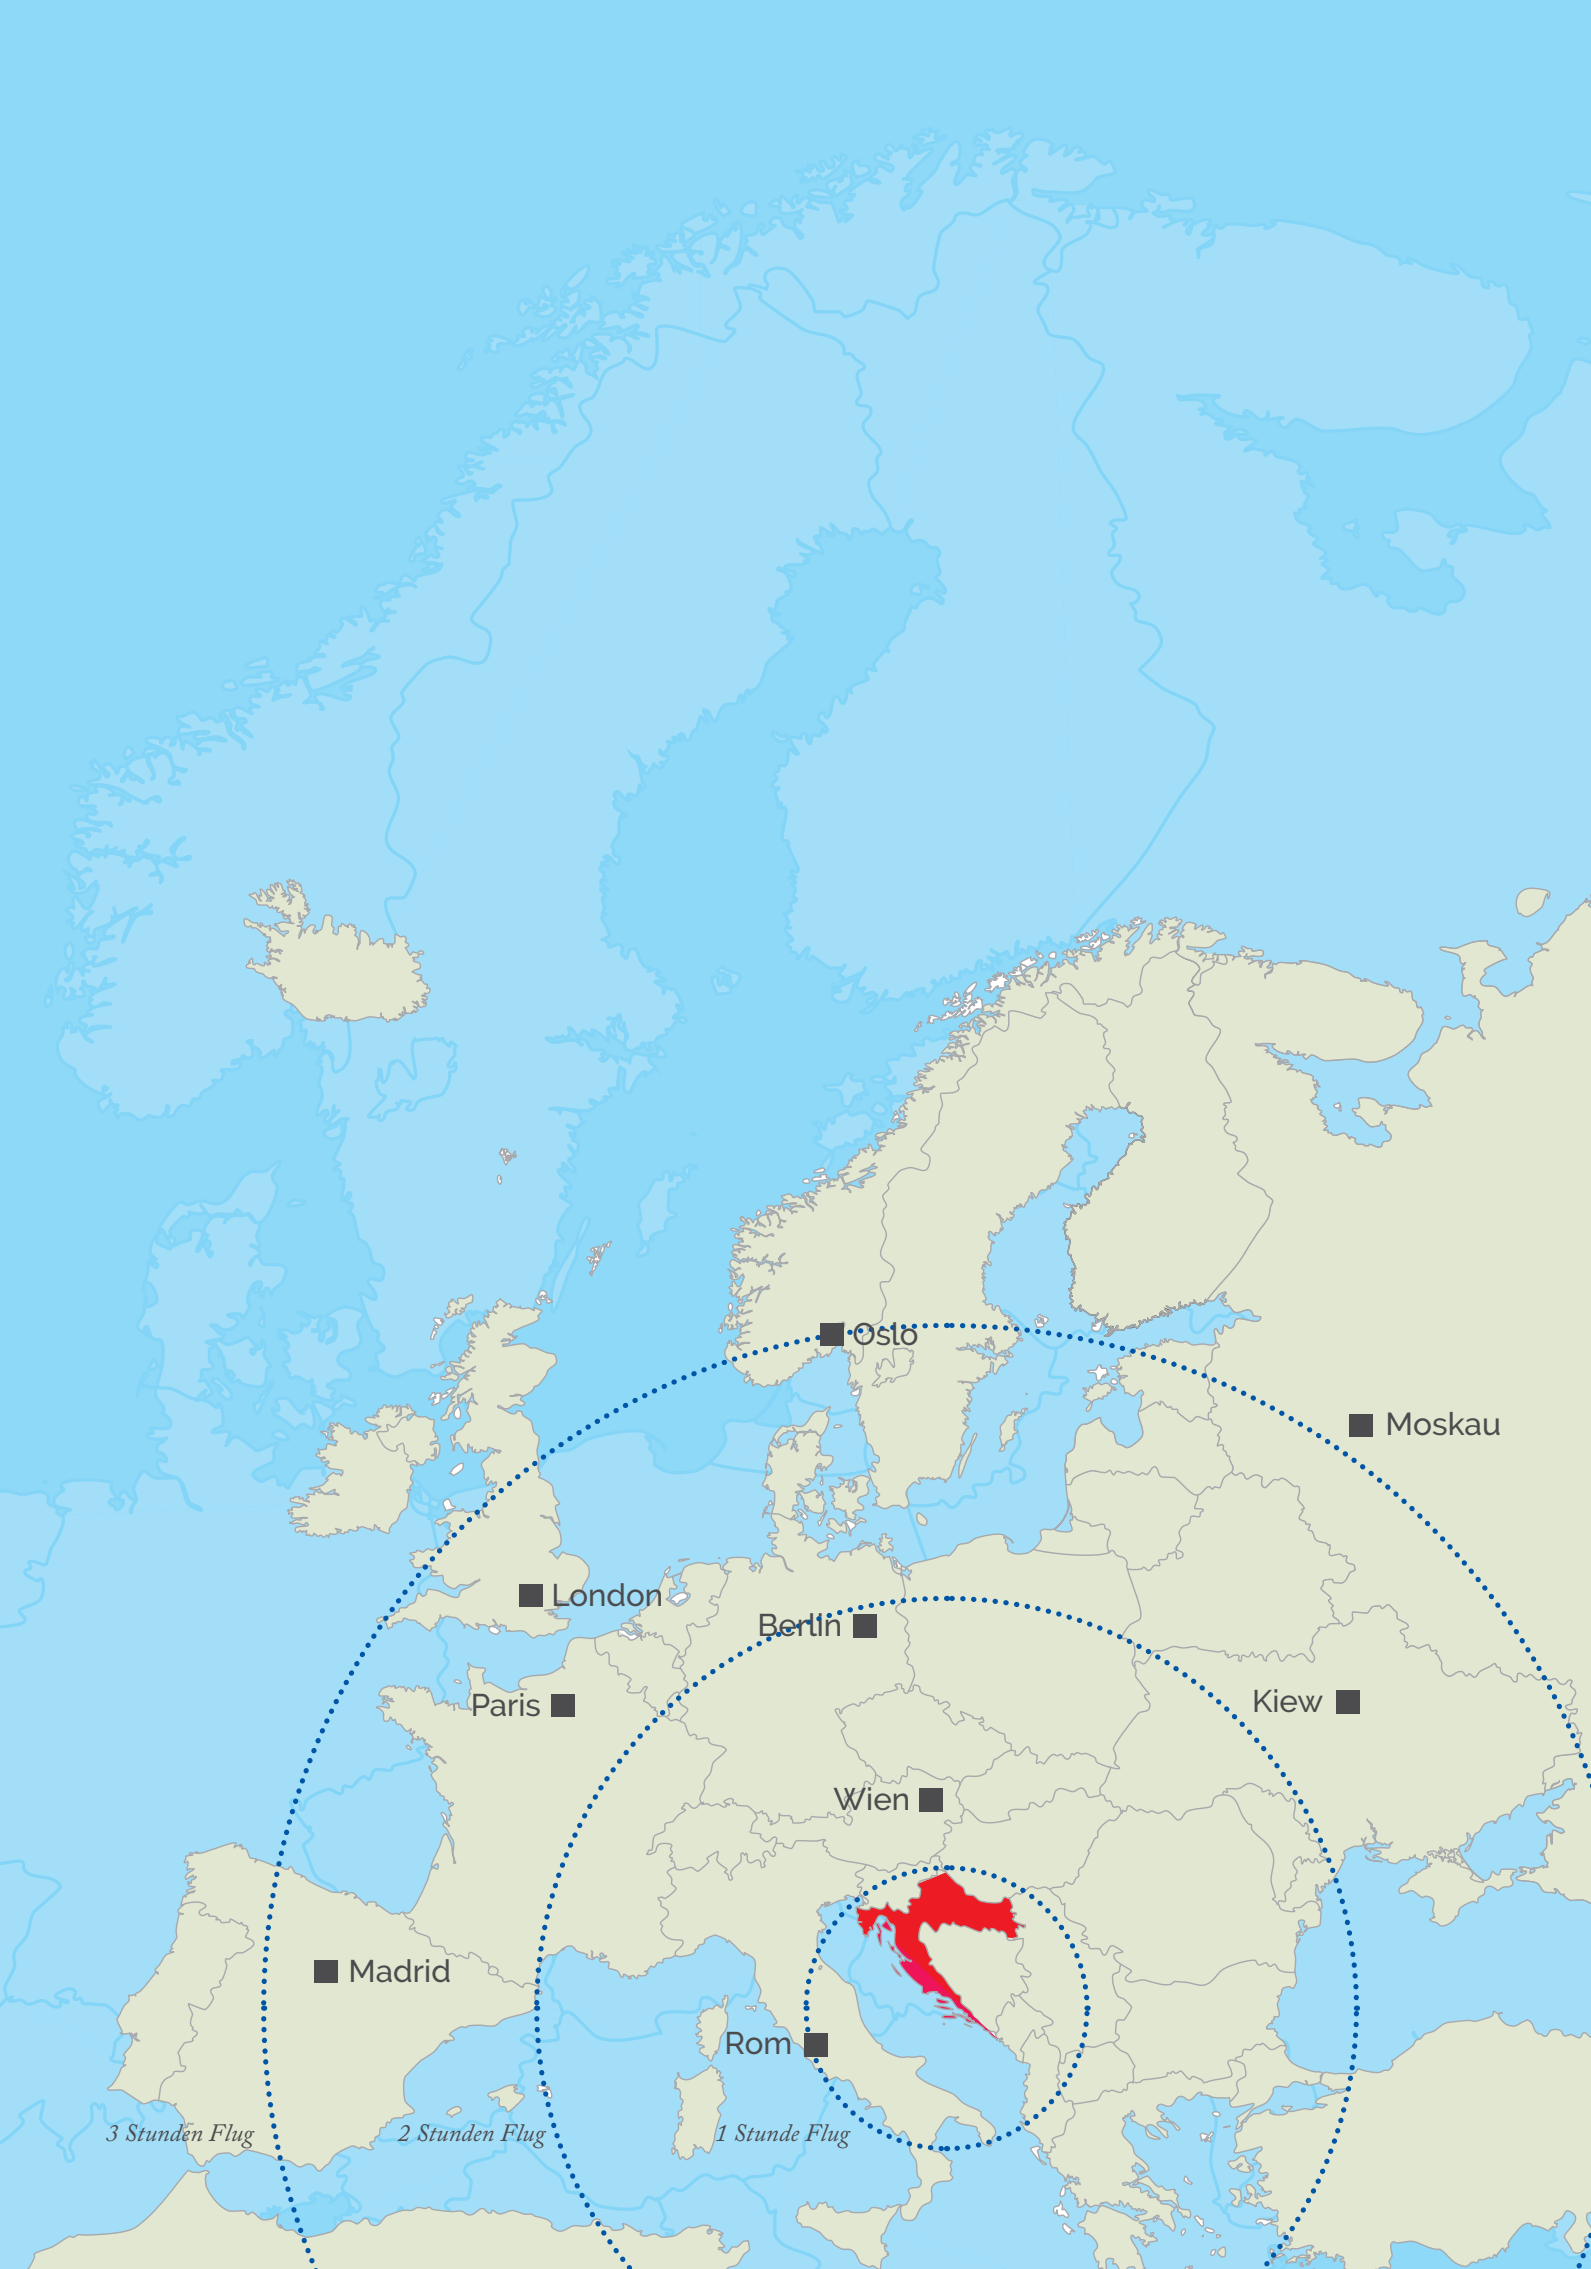 Oslo
Moskau
London
Berlin
Paris
Kiew
Wien
Madrid
Rom
3 Stunden Flug
2 Stunden Flug
1 Stunde Flug